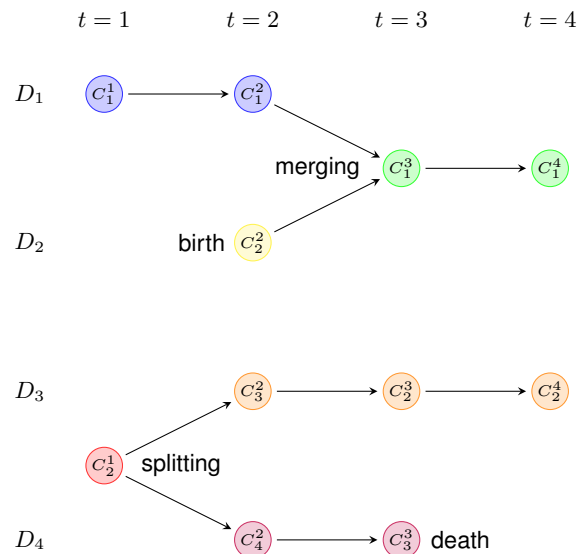 t = 1 t = 2 t = 3 t = 4
D₁ C₁¹ C₁²
merging C₁³ C₁⁴
D₂ birth C₂²
D₃ C₃² C₂³ C₂⁴
C₂¹ splitting
D₄ C₄² C₃³ death